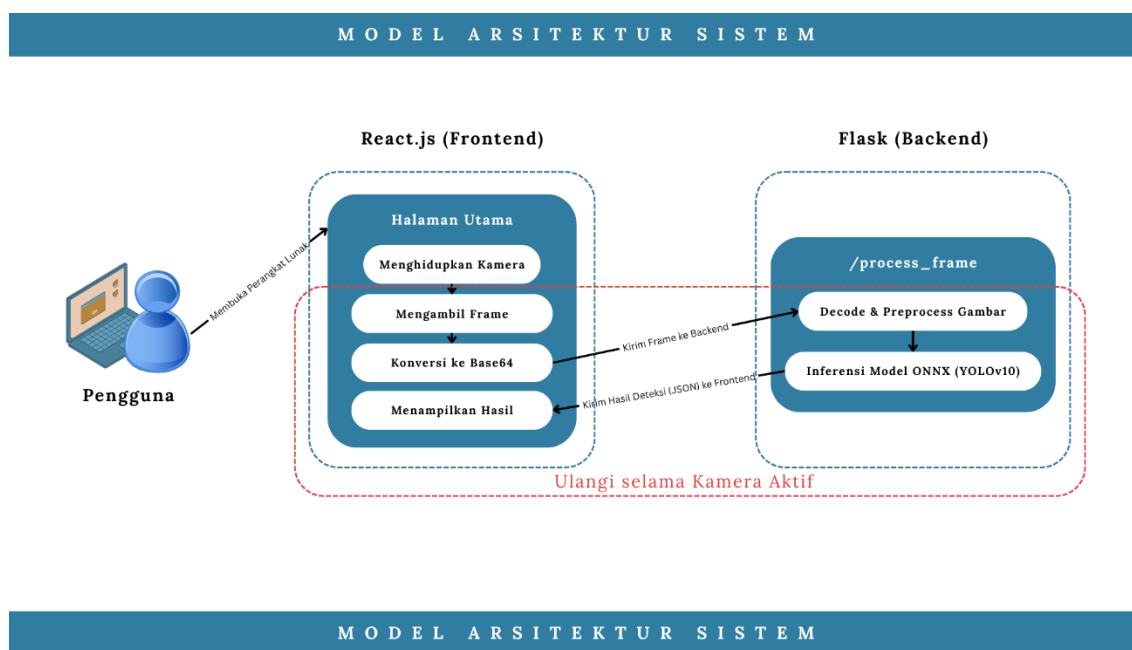 MODEL ARSITEKTUR SISTEM
React.js (Frontend)
Flask (Backend)
Halaman Utama
Menghidupkan Kamera
Mengambil Frame
Konversi ke Base64
Menampilkan Hasil
/process_frame
Decode & Preprocess Gambar
Inferensi Model ONNX (YOLOv10)
Membuka Perangkat Lunak
Kirim Frame ke Backend
Kirim Hasil Deteksi (JSON) ke Frontend
Pengguna
Ulangi selama Kamera Aktif
MODEL ARSITEKTUR SISTEM